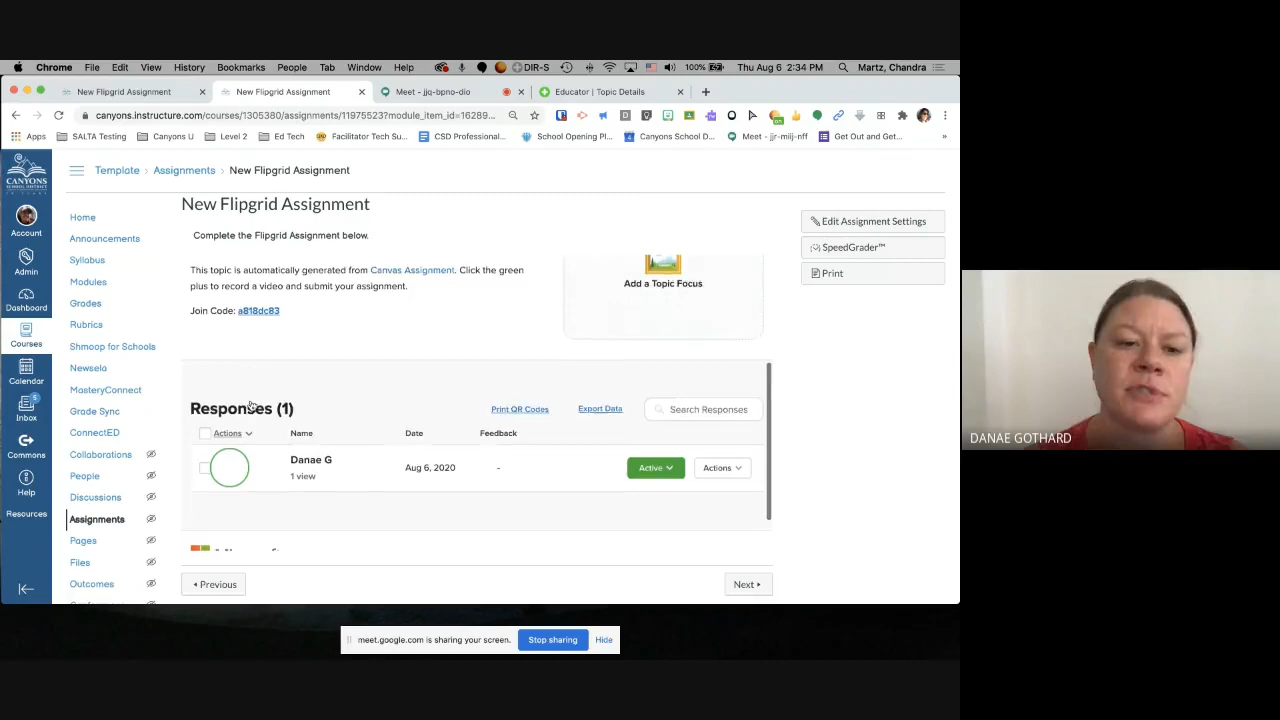 Chrome File Edit View History Bookmarks People Tab Window Help DIR-S 100% Thu Aug 6 2:34 PM Martz, Chandra
New Flipgrid Assignment New Flipgrid Assignment Meet - jjq-bpno-dio Educator | Topic Details
canyons.instructure.com/courses/1305380/assignments/11975523?module_item_id=16289...
Apps SALTA Testing Canyons U Level 2 Ed Tech Facilitator Tech Su... CSD Professional... School Opening Pl... Canyons School D... Meet - jjr-miij-nff Get Out and Get... »
CANYONS
Template › Assignments › New Flipgrid Assignment
New Flipgrid Assignment
Complete the Flipgrid Assignment below.
This topic is automatically generated from Canvas Assignment. Click the green
plus to record a video and submit your assignment.
Join Code: a818dc83
Add a Topic Focus
Edit Assignment Settings
SpeedGrader™
Print
Account
Admin
Dashboard
Courses
Calendar
5
Inbox
Commons
Help
Resources
Home
Announcements
Syllabus
Modules
Grades
Rubrics
Shmoop for Schools
Newsela
MasteryConnect
Grade Sync
ConnectED
Collaborations
People
Discussions
Assignments
Pages
Files
Outcomes
Responses (1) Print QR Codes Export Data Search Responses
Actions Name Date Feedback
Danae G Aug 6, 2020 - Active Actions
1 view
Previous Next
meet.google.com is sharing your screen. Stop sharing Hide
DANAE GOTHARD